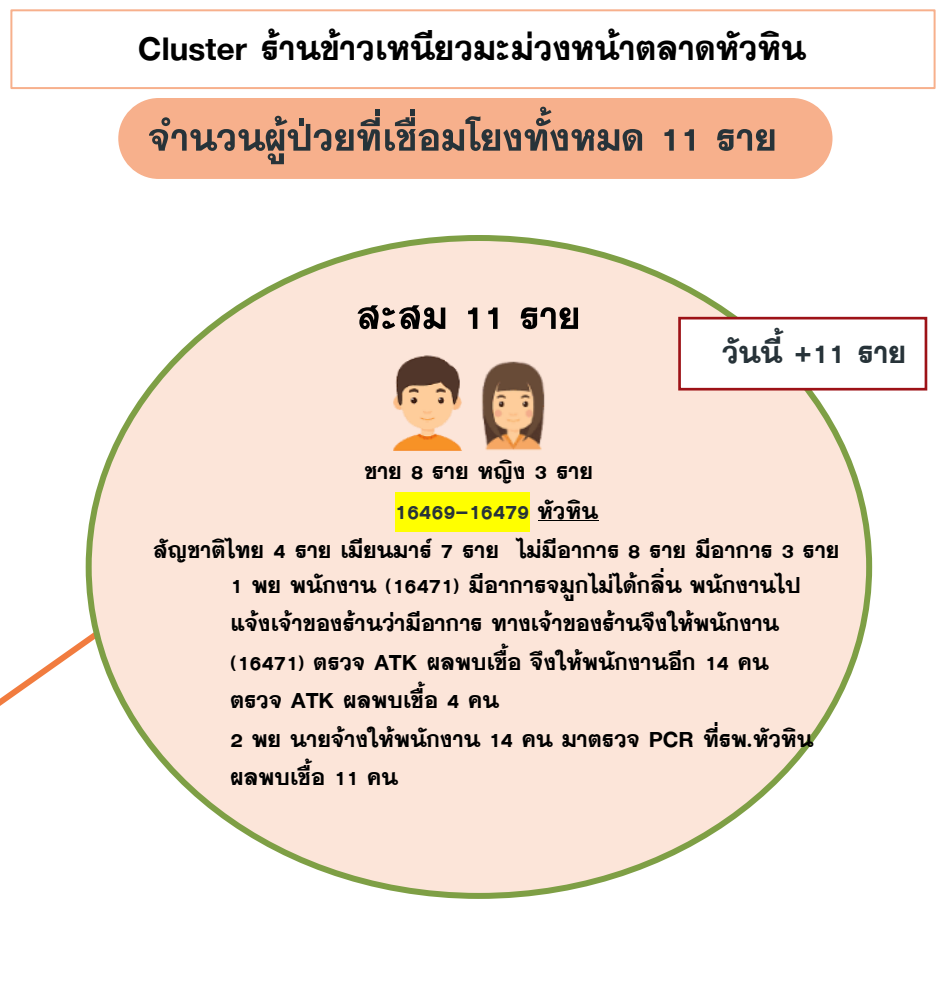 Cluster ร้านข้าวเหนียวมะม่วงหน้าตลาดหัวหิน
จำนวนผู้ป่วยที่เชื่อมโยงทั้งหมด 11 ราย
สะสม 11 ราย
วันนี้ +11 ราย
ชาย 8 ราย หญิง 3 ราย
16469–16479 หัวหิน
สัญชาติไทย 4 ราย เมียนมาร์ 7 ราย ไม่มีอาการ 8 ราย มีอาการ 3 ราย
1 พย พนักงาน (16471) มีอาการจมูกไม่ได้กลิ่น พนักงานไป
แจ้งเจ้าของร้านว่ามีอาการ ทางเจ้าของร้านจึงให้พนักงาน
(16471) ตรวจ ATK ผลพบเชื้อ จึงให้พนักงานอีก 14 คน
ตรวจ ATK ผลพบเชื้อ 4 คน
2 พย นายจ้างให้พนักงาน 14 คน มาตรวจ PCR ที่รพ.หัวหิน
ผลพบเชื้อ 11 คน